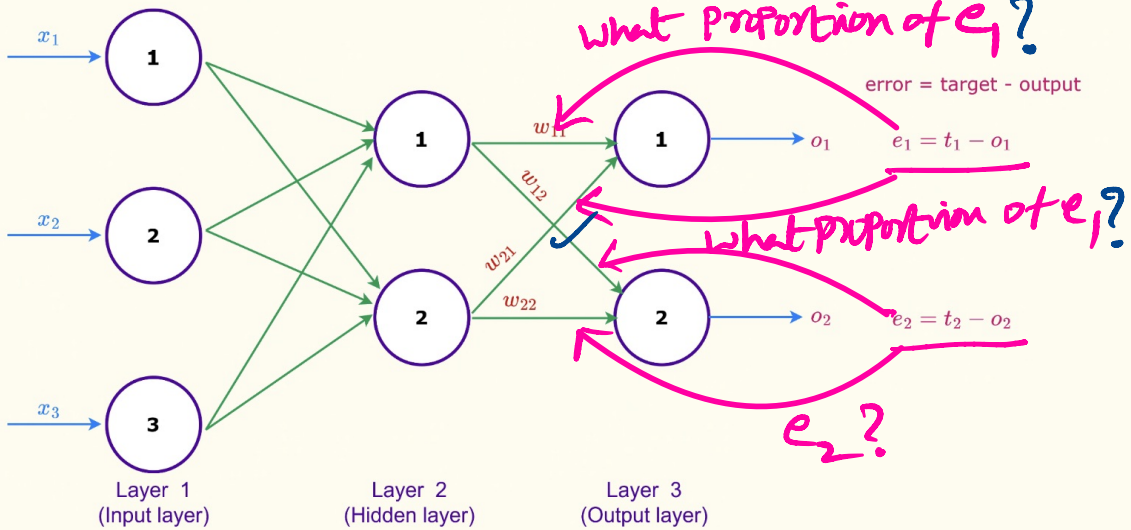 what proportion of e₁?
x₁
1
error = target - output
w₁₁
1
1
o₁
e₁ = t₁ − o₁
w₁₂
x₂
2
what proportion of e₁?
w₂₁
w₂₂
2
2
o₂
e₂ = t₂ − o₂
x₃
3
e₂?
Layer 1
(Input layer)
Layer 2
(Hidden layer)
Layer 3
(Output layer)